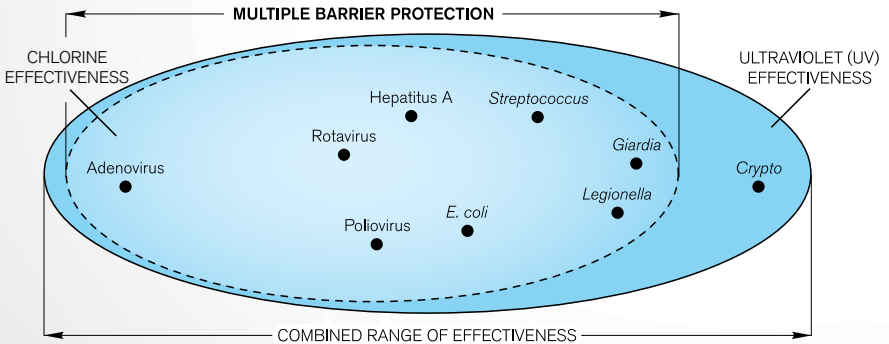 MULTIPLE BARRIER PROTECTION
CHLORINE
EFFECTIVENESS
ULTRAVIOLET (UV)
EFFECTIVENESS
Hepatitus A
Streptococcus
Rotavirus
Giardia
Adenovirus
Crypto
Legionella
Poliovirus
E. coli
COMBINED RANGE OF EFFECTIVENESS